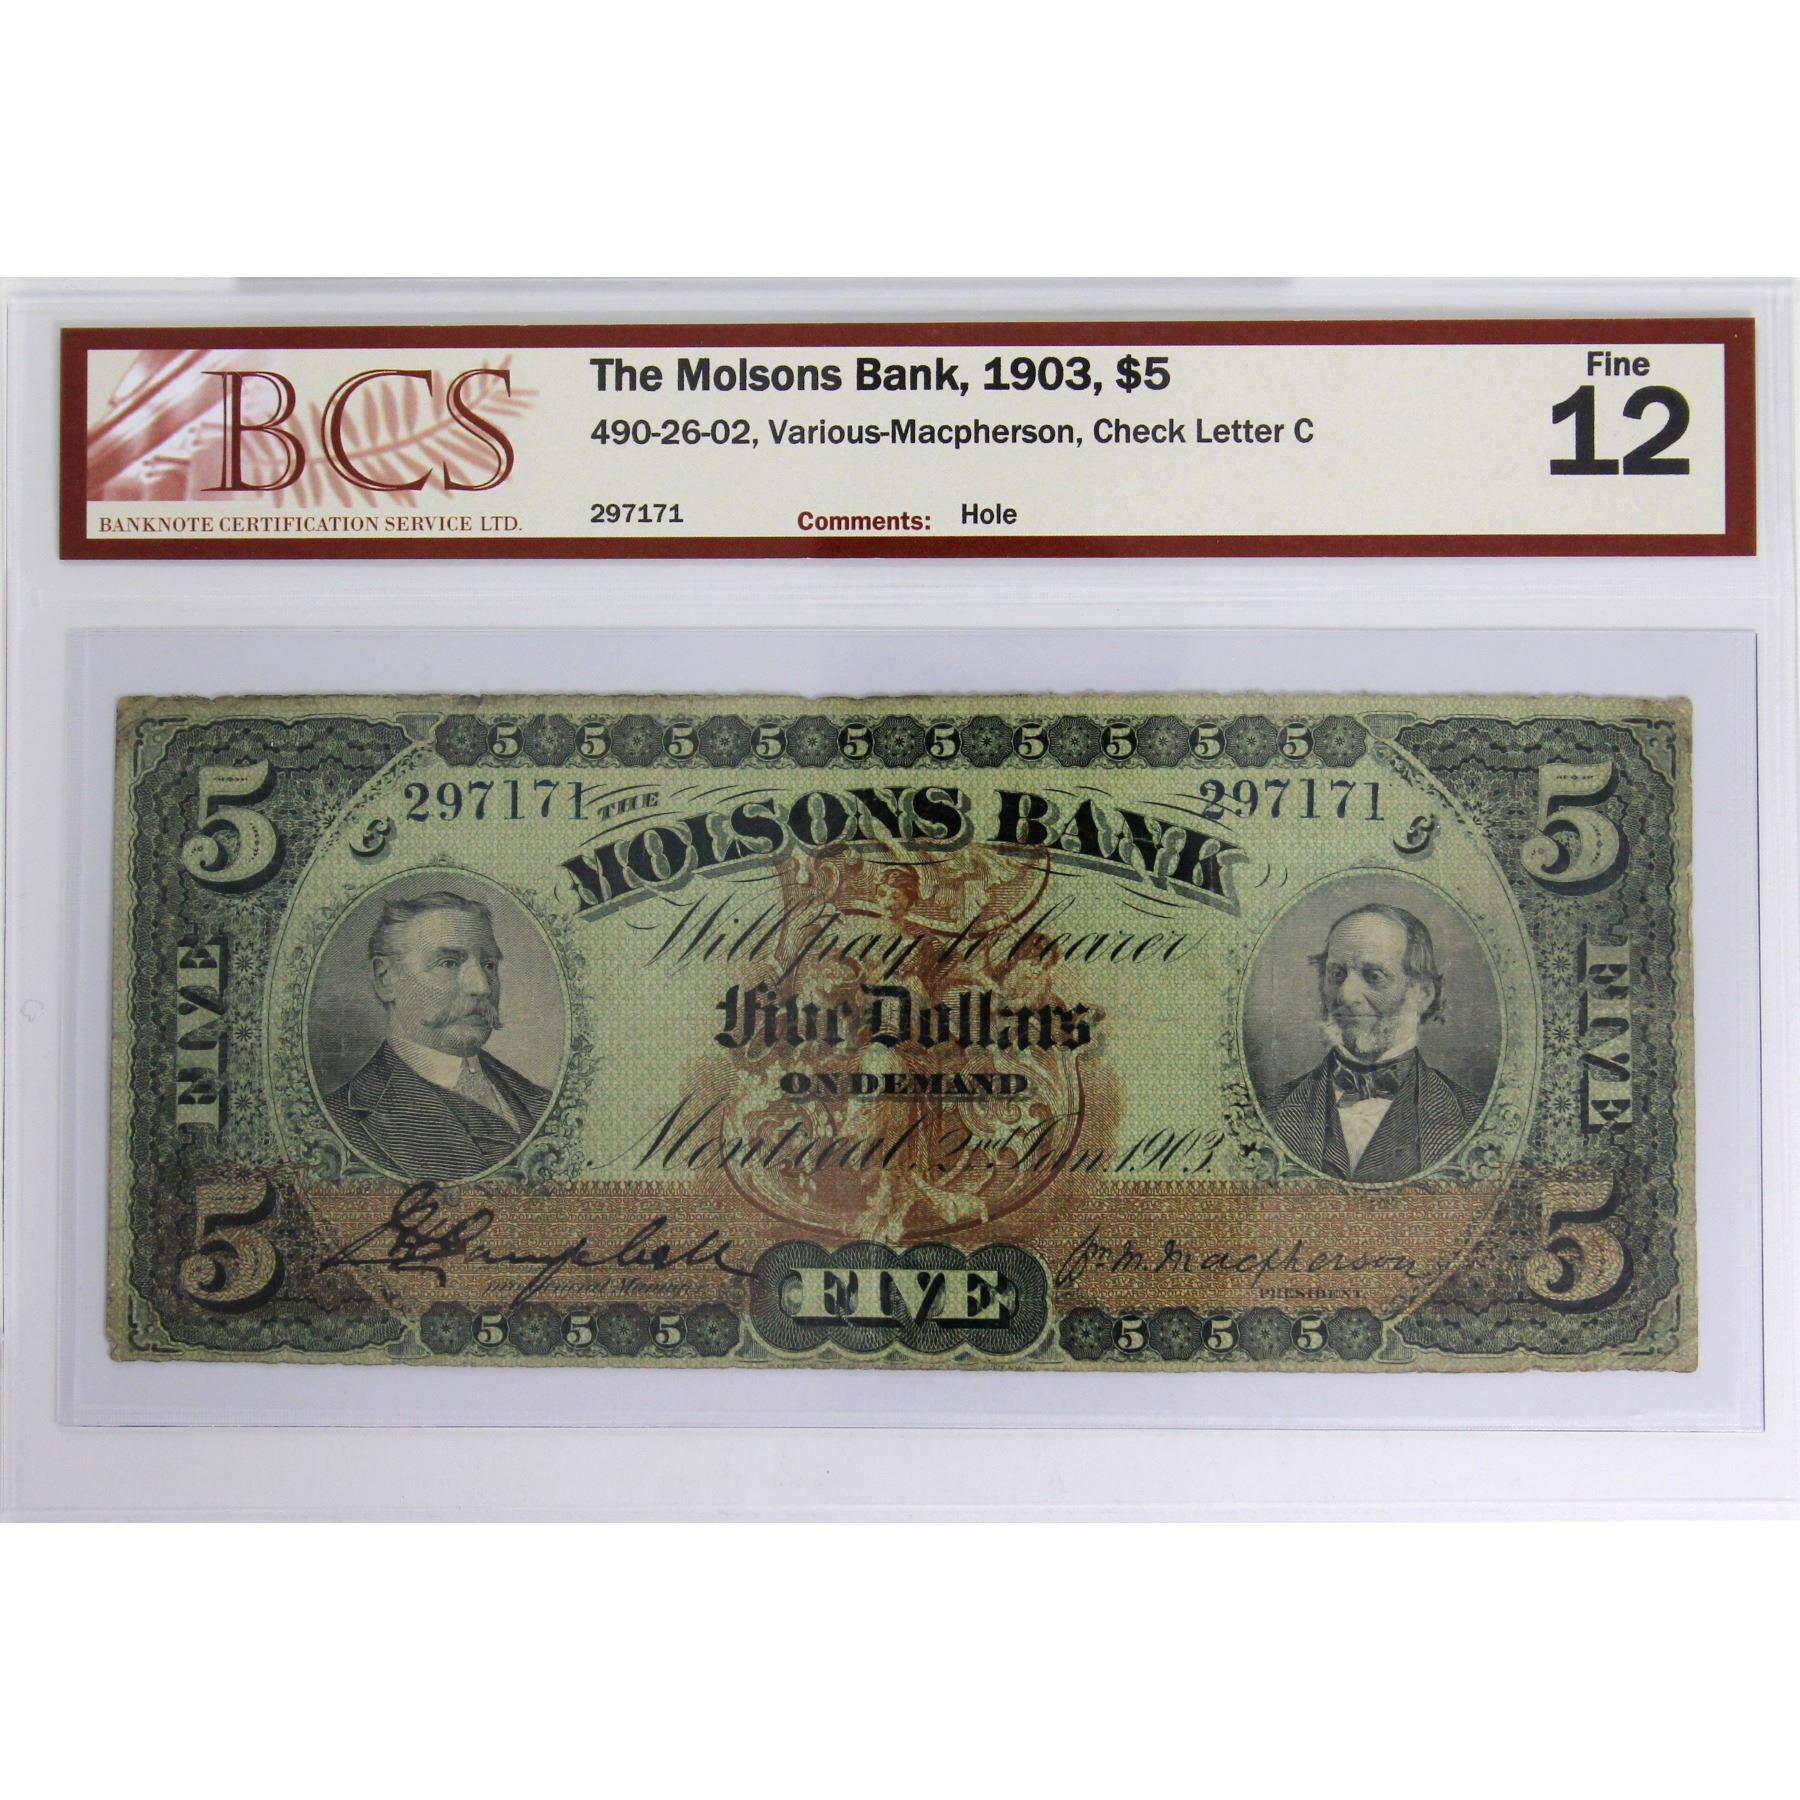 BCS
BANKNOTE CERTIFICATION SERVICE LTD.
The Molsons Bank, 1903, $5
490-26-02, Various-Macpherson, Check Letter C
297171 Comments: Hole
Fine
12
5 5 5 5 5 5 5 5 5 5
5 5
297171 297171
THE
MOLSONS BANK
Will pay to bearer
Five Dollars
ON DEMAND
Montreal, 2nd. Jan. 1903.
FIVE FIVE
5 5
Campbell
Wm. M. Macpherson
PRESIDENT
FIVE
5 5 5 5 5 5